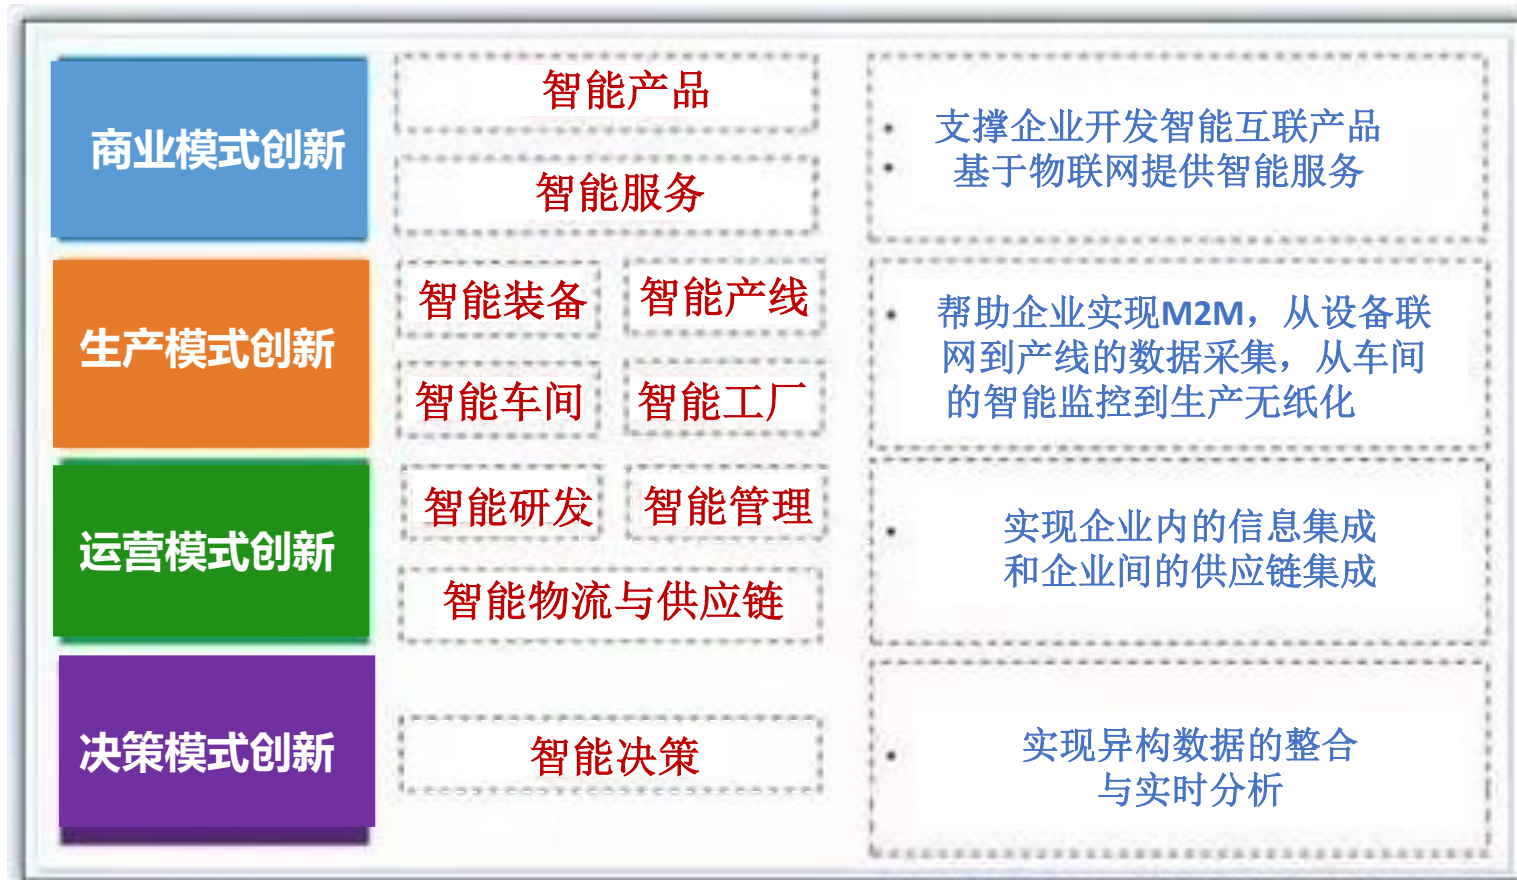 商业模式创新
智能产品
智能服务
• 支撑企业开发智能互联产品
• 基于物联网提供智能服务
生产模式创新
智能装备
智能产线
智能车间
智能工厂
• 帮助企业实现M2M，从设备联
网到产线的数据采集，从车间
的智能监控到生产无纸化
运营模式创新
智能研发
智能管理
智能物流与供应链
• 实现企业内的信息集成
和企业间的供应链集成
决策模式创新
智能决策
• 实现异构数据的整合
与实时分析